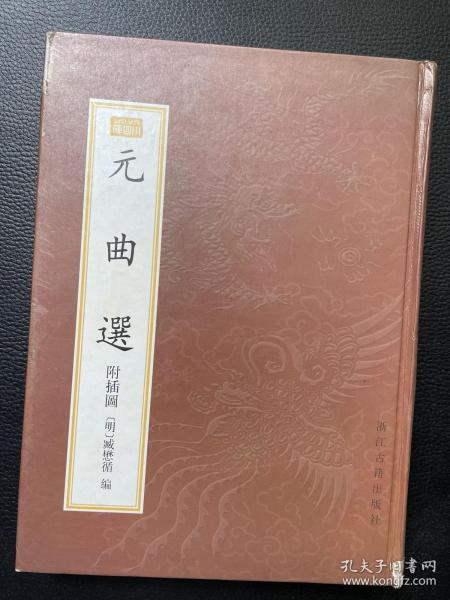 元曲選
附插圖
〔明〕臧懋循 編
浙江古籍出版社
孔夫子旧书网
www.kongfz.com